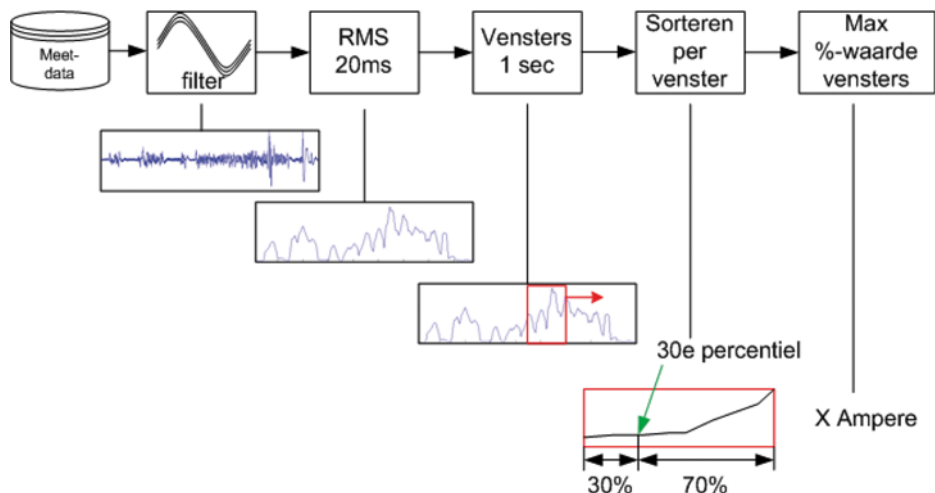 Meet-
data
filter
RMS
20ms
Vensters
1 sec
Sorteren
per
venster
Max
%-waarde
vensters
30e percentiel
X Ampere
30%
70%